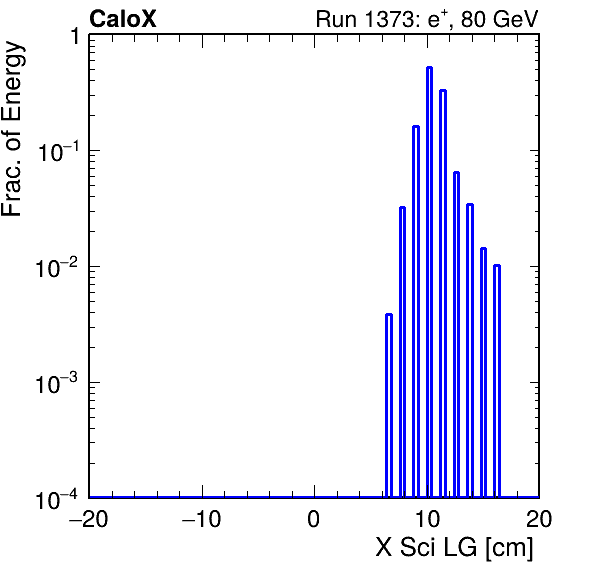 CaloX Run 1373: e⁺, 80 GeV
Frac. of Energy
1
10⁻¹
10⁻²
10⁻³
10⁻⁴
−20 −10 0 10 20
X Sci LG [cm]